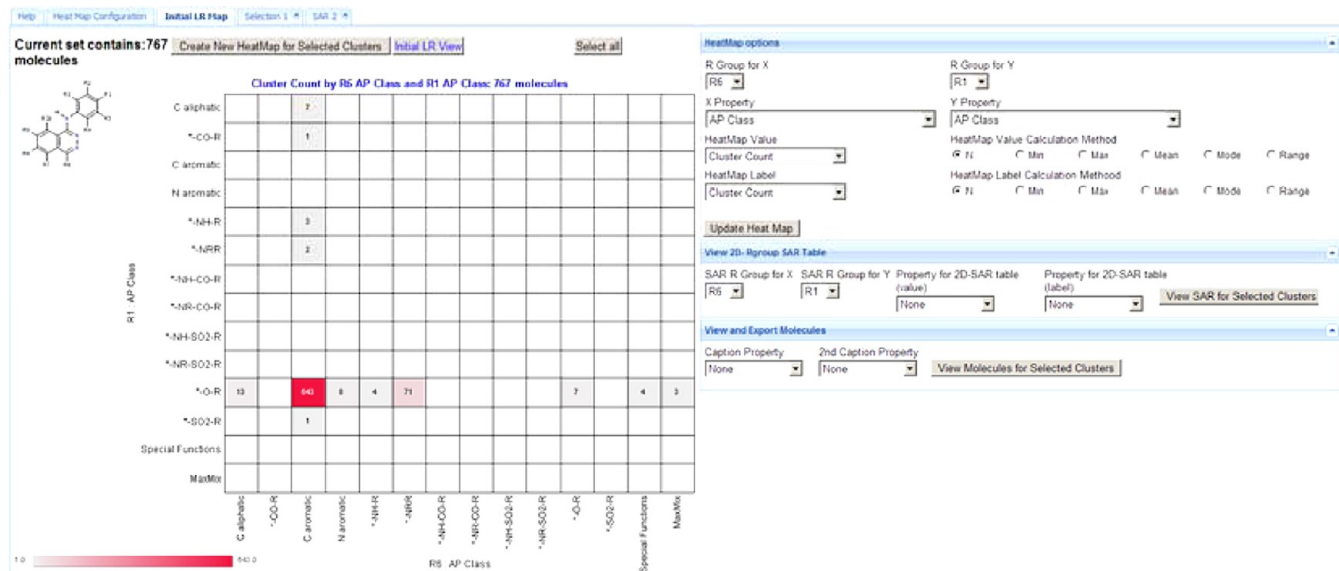 Help Heat Map Configuration Initial LR Map Selection 1 SAR 2
Current set contains:767 molecules
Create New HeatMap for Selected Clusters Initial LR View Select all
Cluster Count by R6 AP Class and R1 AP Class: 767 molecules
C aliphatic 7
*-CO-R 1
C aromatic
N aromatic
*-NH-R 3
*-NRR 2
*-NH-CO-R
*-NR-CO-R
*-NH-SO2-R
*-NR-SO2-R
*-O-R 13 643 8 4 71 7 4 3
*-SO2-R 1
Special Functions
MaxMix
R1 : AP Class
C aliphatic
*-CO-R
C aromatic
N aromatic
*-NH-R
*-NRR
*-NH-CO-R
*-NR-CO-R
*-NH-SO2-R
*-NR-SO2-R
*-O-R
*-SO2-R
Special Functions
MaxMix
R6 : AP Class
1.0 643.0
HeatMap options
R Group for X R Group for Y
R6 R1
X Property Y Property
AP Class AP Class
HeatMap Value HeatMap Value Calculation Method
Cluster Count N Min Max Mean Mode Range
HeatMap Label HeatMap Label Calculation Methood
Cluster Count N Min Max Mean Mode Range
Update Heat Map
View 2D- Rgroup SAR Table
SAR R Group for X SAR R Group for Y Property for 2D-SAR table (value) Property for 2D-SAR table (label)
R6 R1 None None View SAR for Selected Clusters
View and Export Molecules
Caption Property 2nd Caption Property
None None View Molecules for Selected Clusters